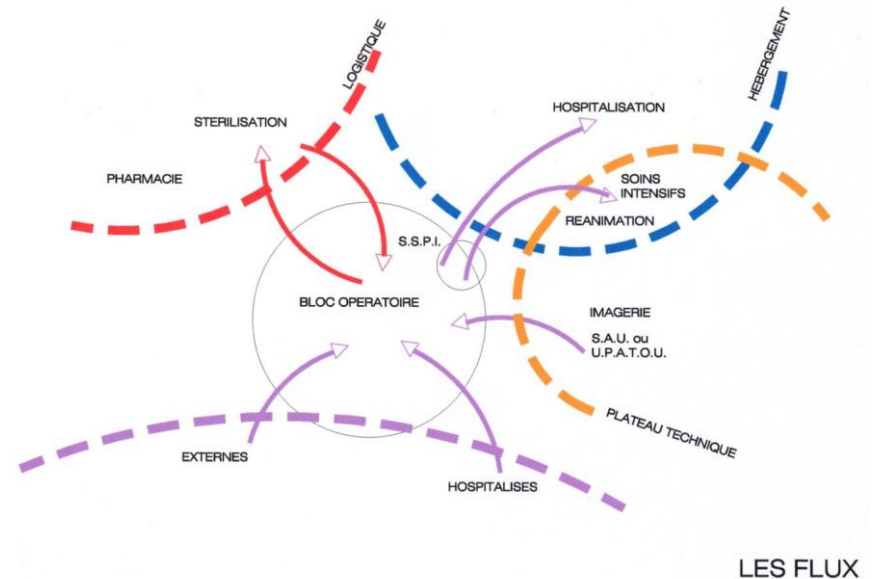 LOGISTIQUE
HEBERGEMENT
HOSPITALISATION
STERILISATION
PHARMACIE
SOINS
INTENSIFS
REANIMATION
S.S.P.I.
BLOC OPERATOIRE
IMAGERIE
S.A.U. ou
U.P.A.T.O.U.
PLATEAU TECHNIQUE
EXTERNES
HOSPITALISES
LES FLUX